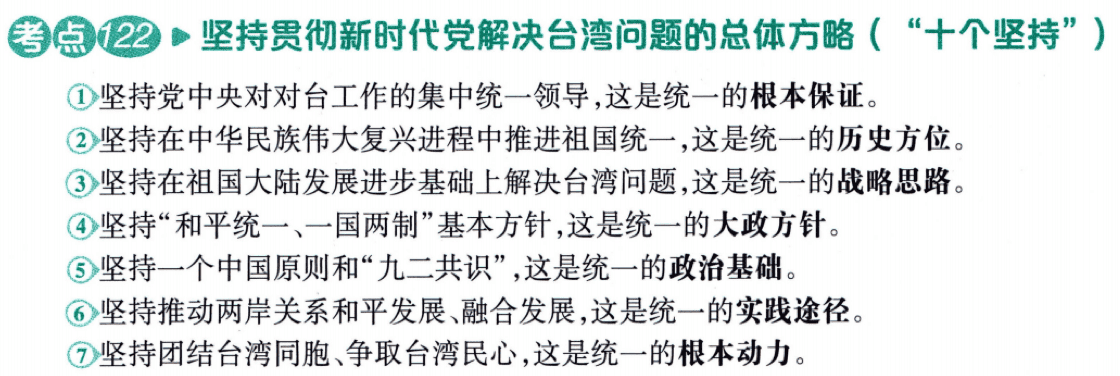 考点122 ▶ 坚持贯彻新时代党解决台湾问题的总体方略（“十个坚持”）
①坚持党中央对对台工作的集中统一领导,这是统一的根本保证。
②坚持在中华民族伟大复兴进程中推进祖国统一,这是统一的历史方位。
③坚持在祖国大陆发展进步基础上解决台湾问题,这是统一的战略思路。
④坚持“和平统一、一国两制”基本方针,这是统一的大政方针。
⑤坚持一个中国原则和“九二共识”,这是统一的政治基础。
⑥坚持推动两岸关系和平发展、融合发展,这是统一的实践途径。
⑦坚持团结台湾同胞、争取台湾民心,这是统一的根本动力。